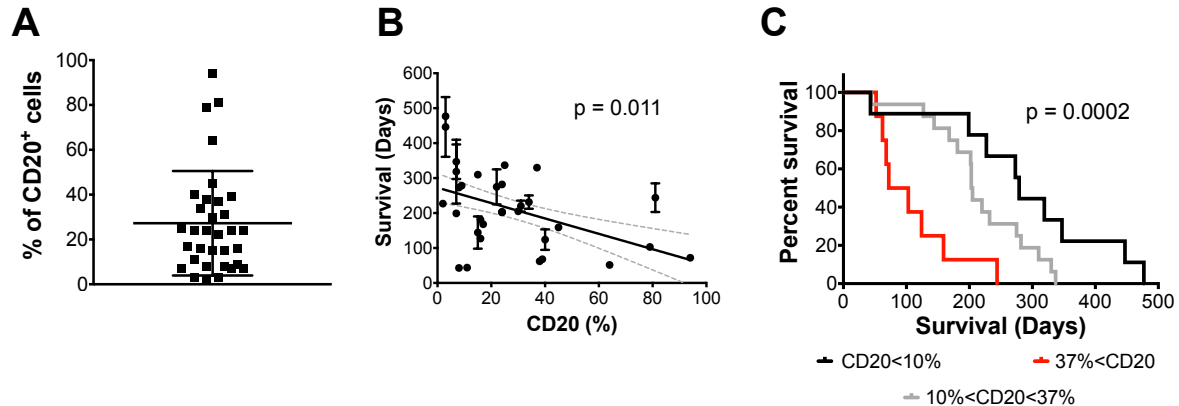 A
% of CD20⁺ cells
100
80
60
40
20
0
B
Survival (Days)
600
500
400
300
200
100
0
p = 0.011
0 20 40 60 80 100
CD20 (%)
C
Percent survival
100
80
60
40
20
0
p = 0.0002
0 100 200 300 400 500
Survival (Days)
CD20<10% 37%<CD20
10%<CD20<37%